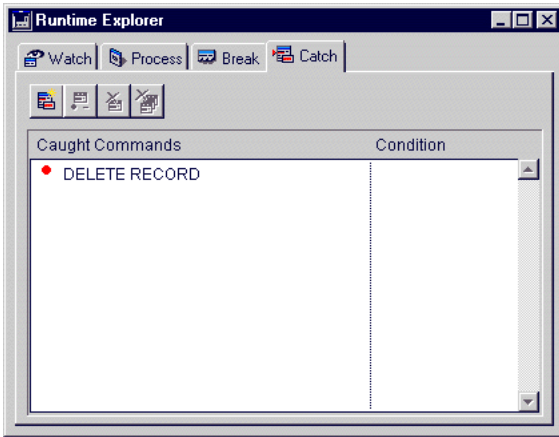 Runtime Explorer
Watch Process Break Catch
Caught Commands Condition
DELETE RECORD